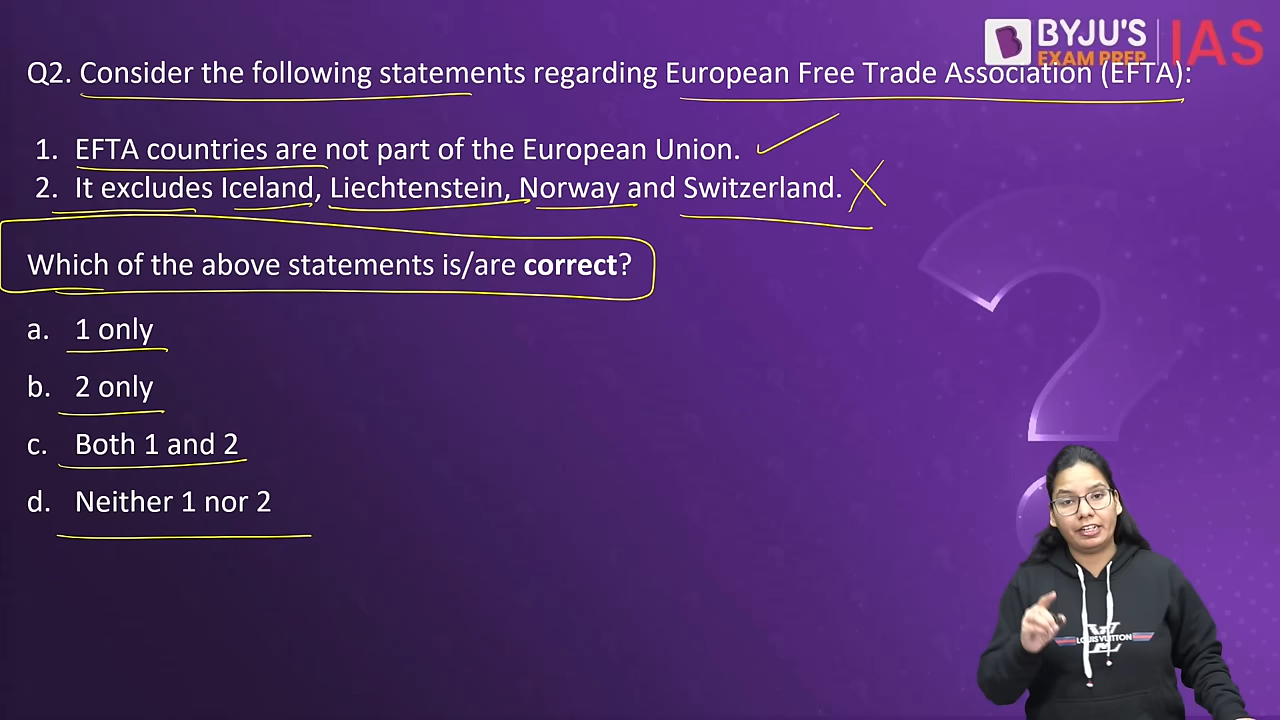 BYJU'S IAS
EXAM PREP
Q2. Consider the following statements regarding European Free Trade Association (EFTA):
1. EFTA countries are not part of the European Union.
2. It excludes Iceland, Liechtenstein, Norway and Switzerland.
Which of the above statements is/are correct?
a. 1 only
b. 2 only
c. Both 1 and 2
d. Neither 1 nor 2
LOUIS VUITTON